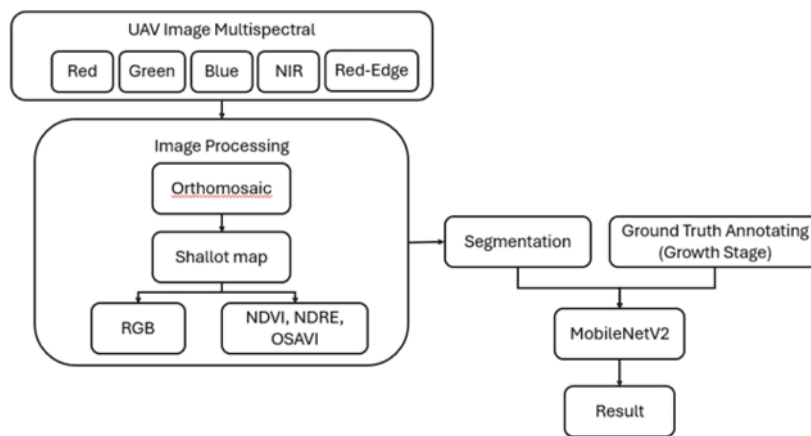 UAV Image Multispectral
Red Green Blue NIR Red-Edge
Image Processing
Orthomosaic
Shallot map
RGB
NDVI, NDRE,
OSAVI
Segmentation
Ground Truth Annotating
(Growth Stage)
MobileNetV2
Result